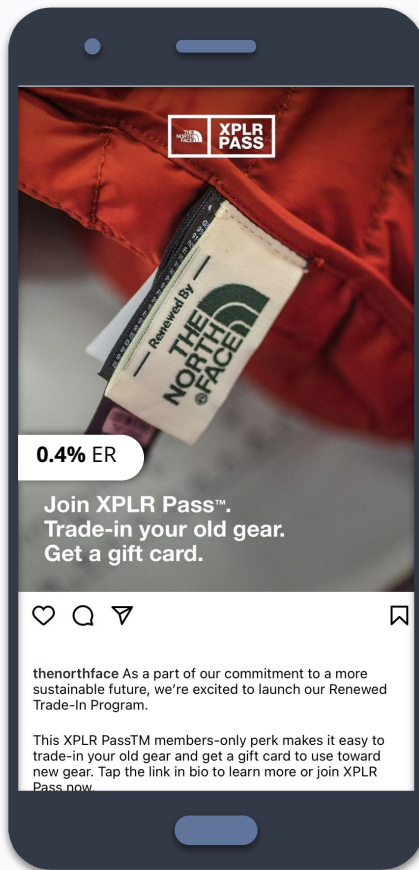 THE
NORTH
FACE
XPLR
PASS
Renewed By
THE
NORTH
FACE
0.4% ER
Join XPLR Pass™.
Trade-in your old gear.
Get a gift card.
thenorthface As a part of our commitment to a more
sustainable future, we're excited to launch our Renewed
Trade-In Program.
This XPLR PassTM members-only perk makes it easy to
trade-in your old gear and get a gift card to use toward
new gear. Tap the link in bio to learn more or join XPLR
Pass now.